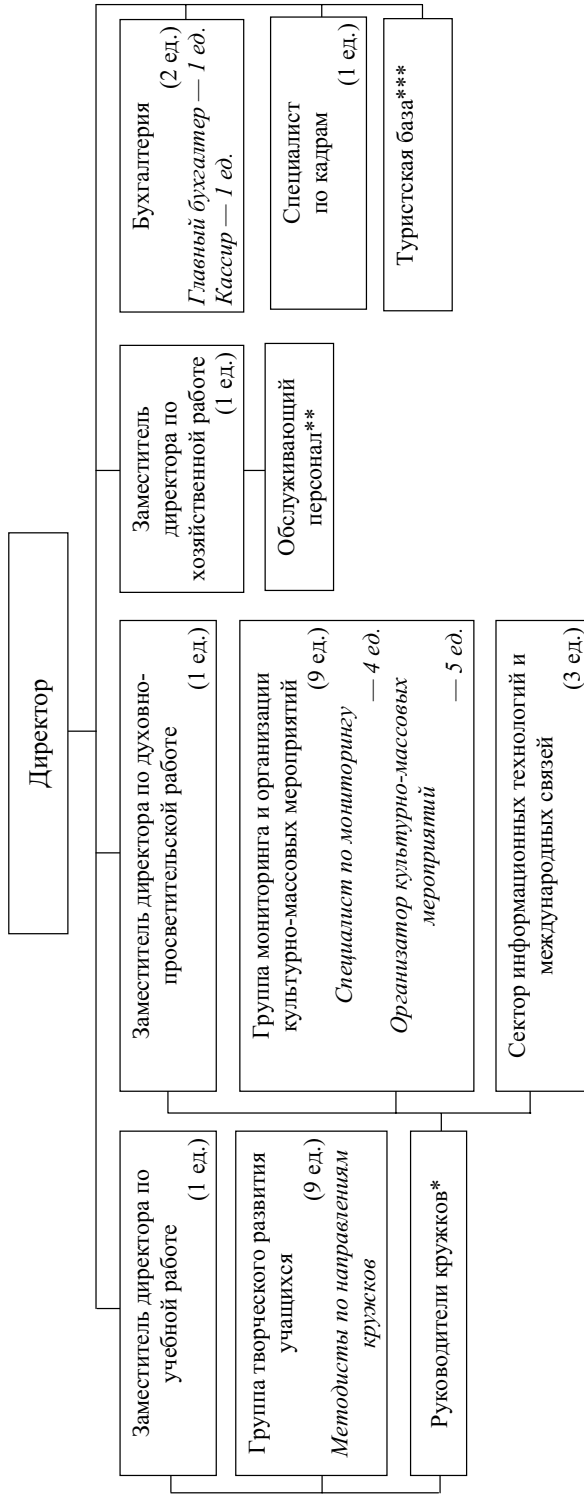 Директор
Заместитель директора по
учебной работе
(1 ед.)
Группа творческого развития
учащихся
(9 ед.)
Методисты по направлениям
кружков
Руководители кружков*
Заместитель директора по духовно-
просветительской работе
(1 ед.)
Группа мониторинга и организации
культурно-массовых мероприятий
(9 ед.)
Специалист по мониторингу
— 4 ед.
Организатор культурно-массовых
мероприятий
— 5 ед.
Сектор информационных технологий и
международных связей
(3 ед.)
Заместитель
директора по
хозяйственной работе
(1 ед.)
Обслуживающий
персонал**
Бухгалтерия
(2 ед.)
Главный бухгалтер — 1 ед.
Кассир — 1 ед.
Специалист
по кадрам
(1 ед.)
Туристская база***